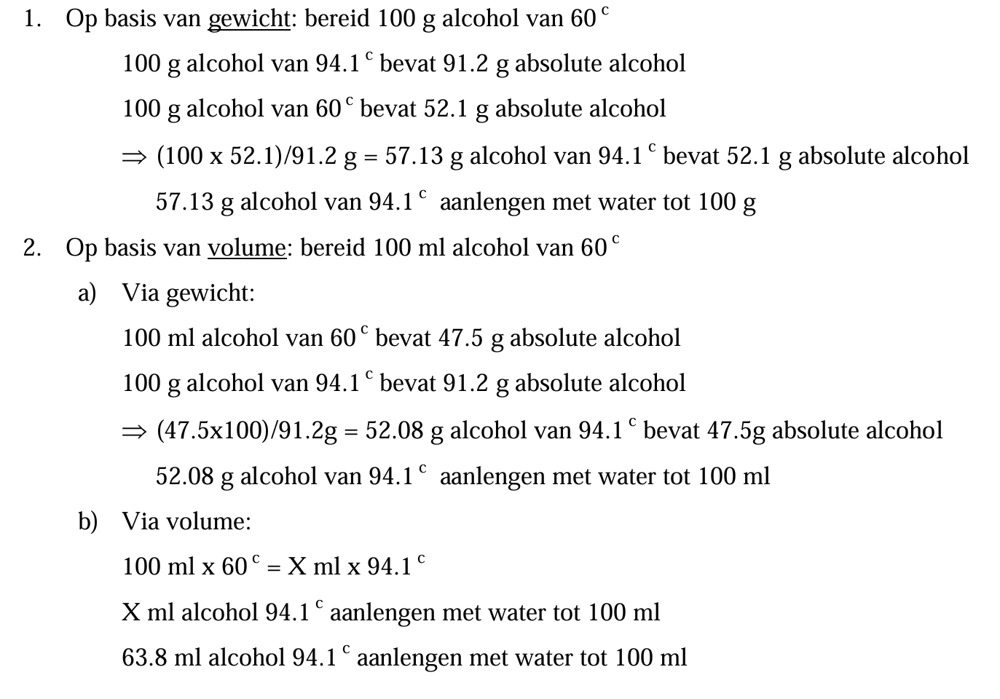 1. Op basis van gewicht: bereid 100 g alcohol van 60 c
100 g alcohol van 94.1 c bevat 91.2 g absolute alcohol
100 g alcohol van 60 c bevat 52.1 g absolute alcohol
⇒ (100 x 52.1)/91.2 g = 57.13 g alcohol van 94.1 c bevat 52.1 g absolute alcohol
57.13 g alcohol van 94.1 c aanlengen met water tot 100 g
2. Op basis van volume: bereid 100 ml alcohol van 60 c
a) Via gewicht:
100 ml alcohol van 60 c bevat 47.5 g absolute alcohol
100 g alcohol van 94.1 c bevat 91.2 g absolute alcohol
⇒ (47.5x100)/91.2g = 52.08 g alcohol van 94.1 c bevat 47.5g absolute alcohol
52.08 g alcohol van 94.1 c aanlengen met water tot 100 ml
b) Via volume:
100 ml x 60 c = X ml x 94.1 c
X ml alcohol 94.1 c aanlengen met water tot 100 ml
63.8 ml alcohol 94.1 c aanlengen met water tot 100 ml